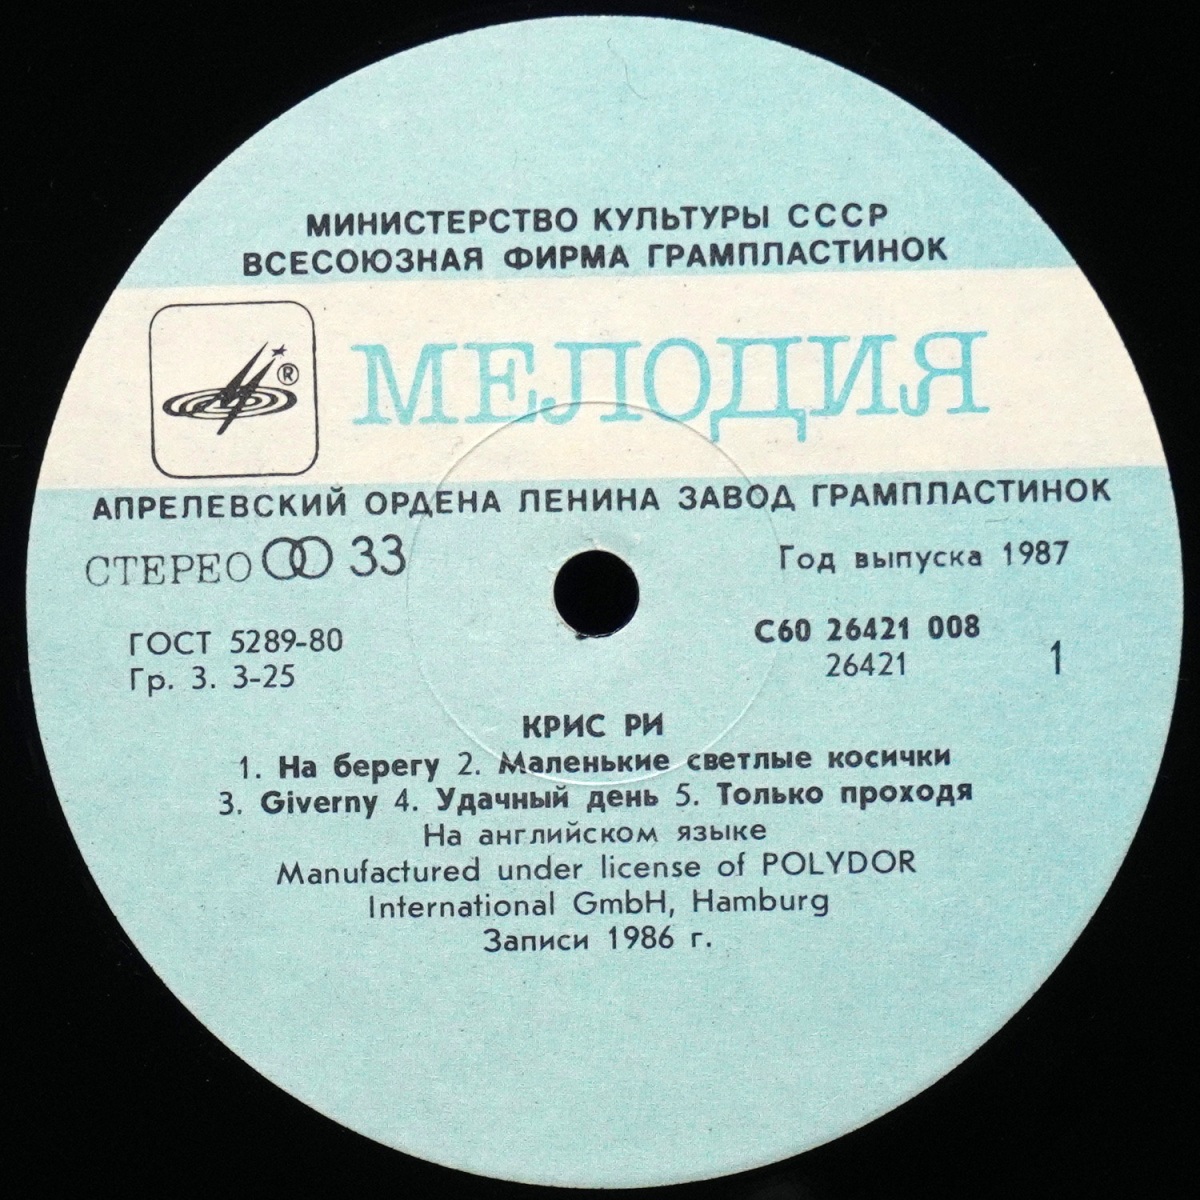 МИНИСТЕРСТВО КУЛЬТУРЫ СССР
ВСЕСОЮЗНАЯ ФИРМА ГРАМПЛАСТИНОК
®
МЕЛОДИЯ
АПРЕЛЕВСКИЙ ОРДЕНА ЛЕНИНА ЗАВОД ГРАМПЛАСТИНОК
СТЕРЕО 33
Год выпуска 1987
ГОСТ 5289-80
Гр. 3. 3-25
С60 26421 008
26421
1
КРИС РИ
1. На берегу 2. Маленькие светлые косички
3. Giverny 4. Удачный день 5. Только проходя
На английском языке
Manufactured under license of POLYDOR
International GmbH, Hamburg
Записи 1986 г.